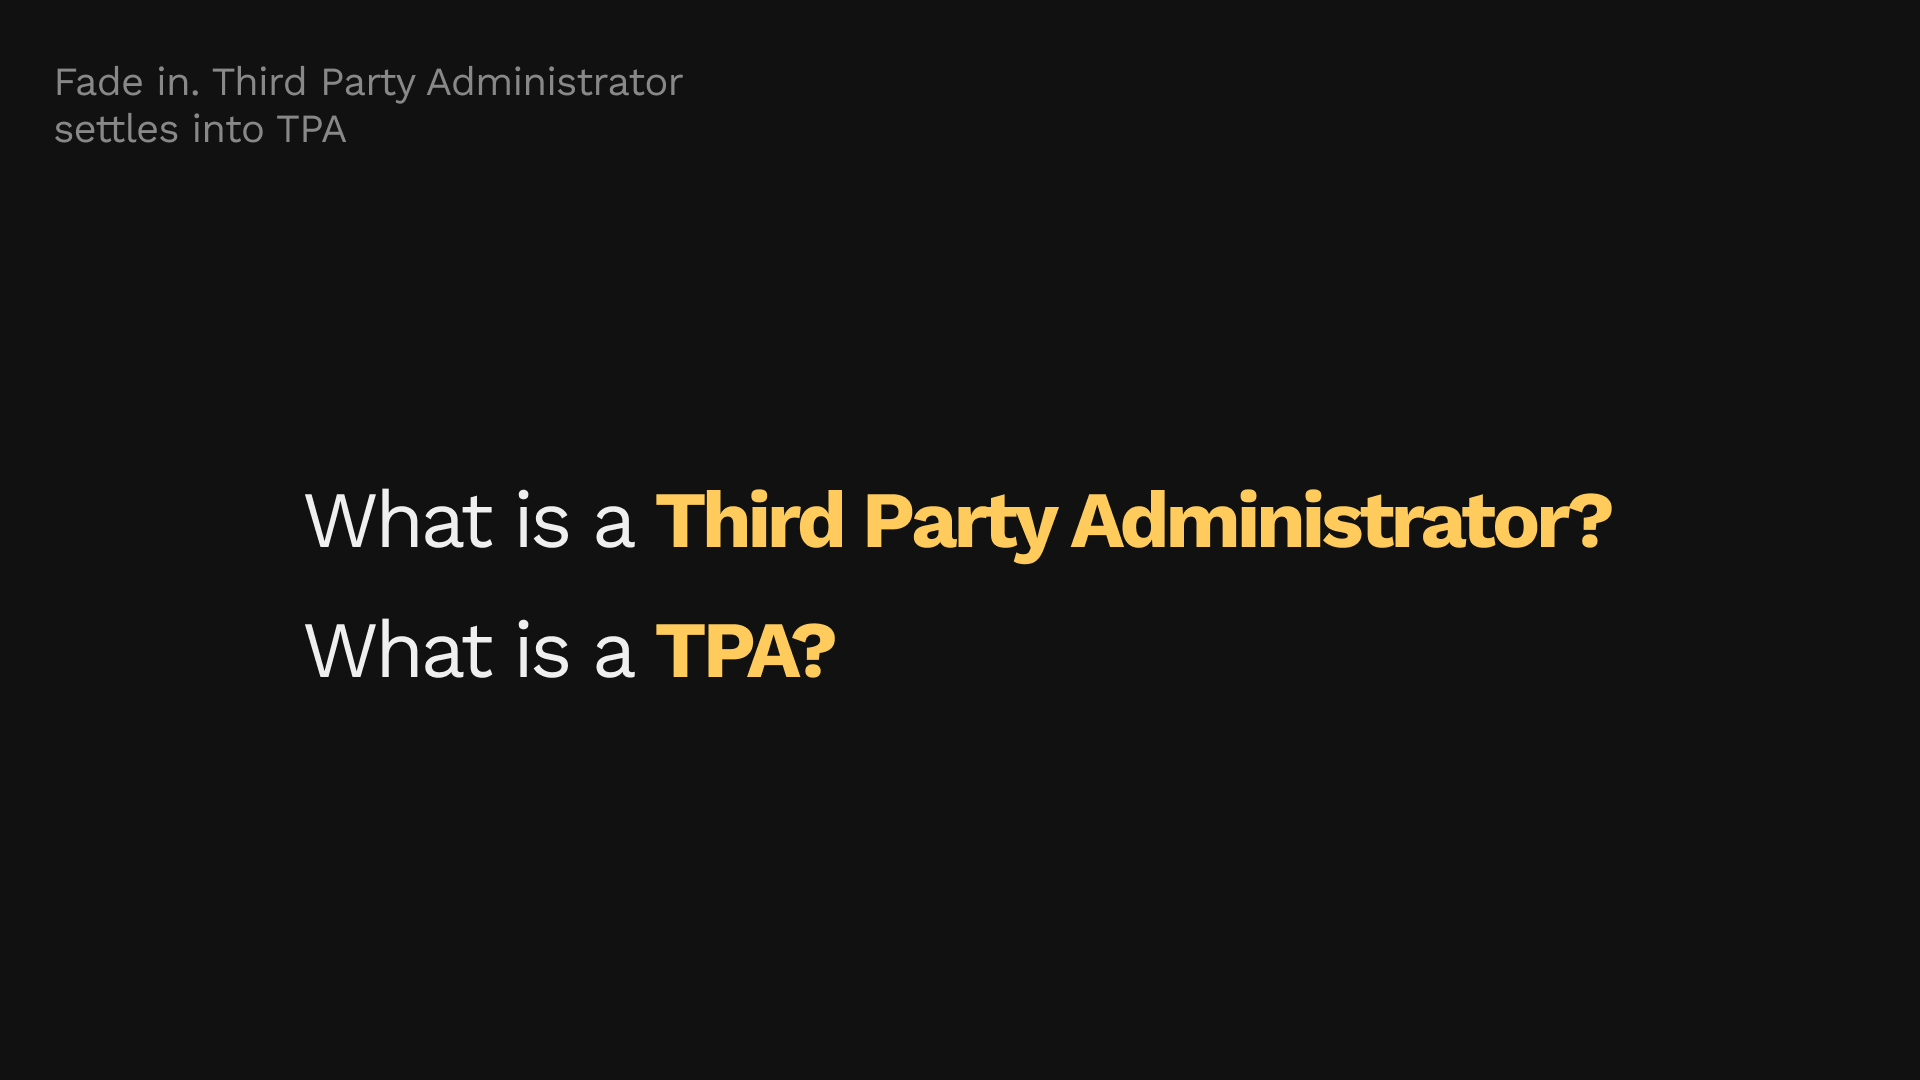 Fade in. Third Party Administrator
settles into TPA
What is a Third Party Administrator?
What is a TPA?